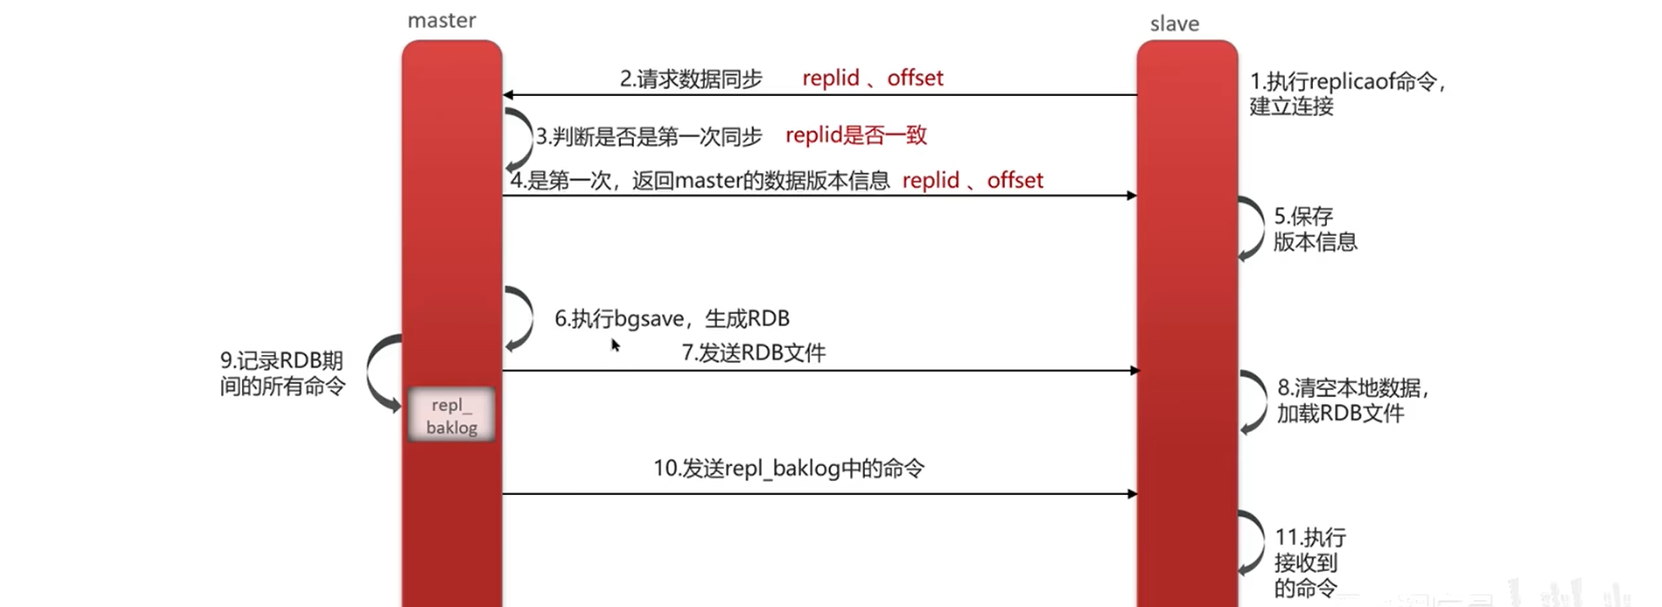 master
slave
1.执行replicaof命令，
建立连接
2.请求数据同步 replid 、offset
3.判断是否是第一次同步 replid是否一致
4.是第一次，返回master的数据版本信息 replid 、offset
5.保存
版本信息
6.执行bgsave，生成RDB
7.发送RDB文件
8.清空本地数据，
加载RDB文件
9.记录RDB期
间的所有命令
repl_
baklog
10.发送repl_baklog中的命令
11.执行
接收到
的命令